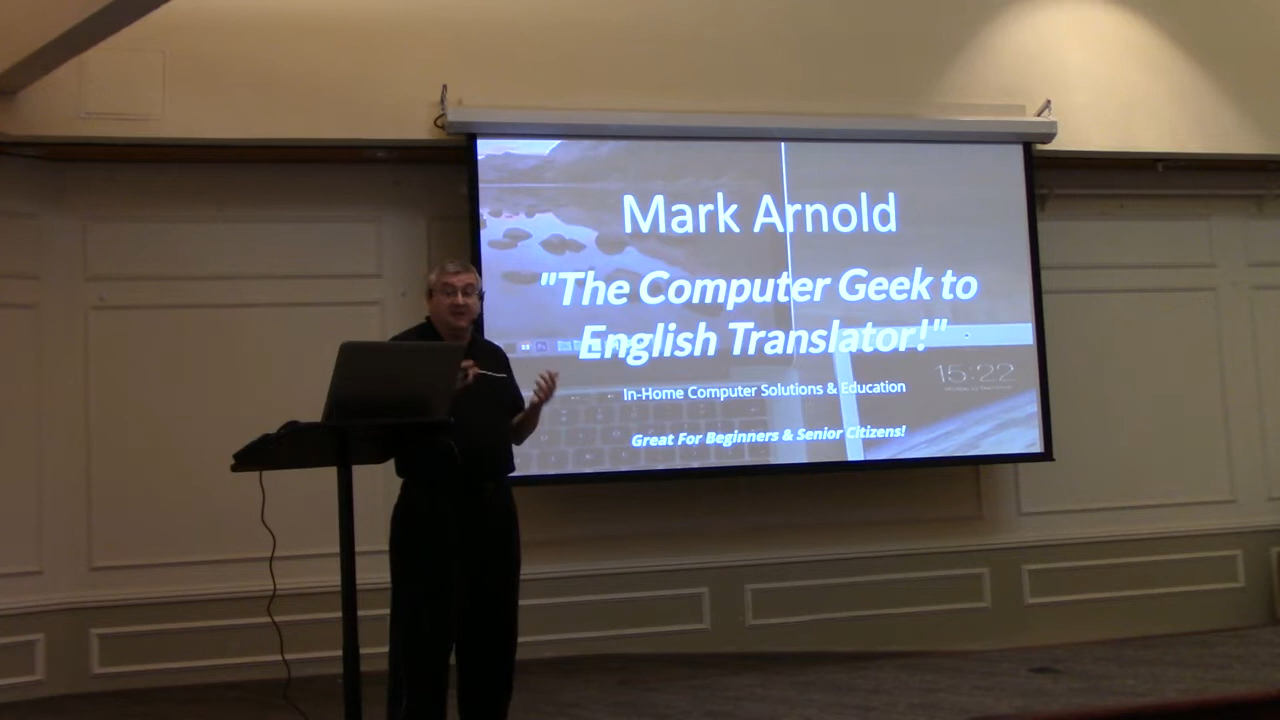 Mark Arnold
"The Computer Geek to
English Translator!"
In-Home Computer Solutions & Education
15:22
Great For Beginners & Senior Citizens!